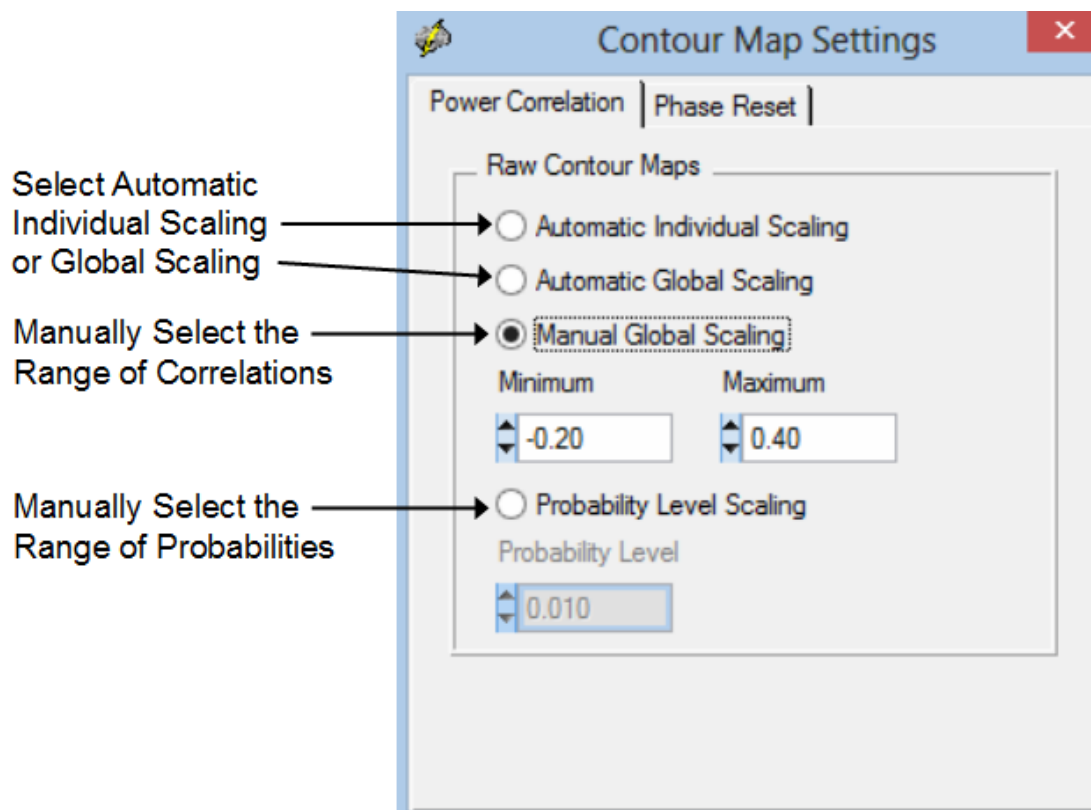 Contour Map Settings
Power Correlation
Phase Reset
Raw Contour Maps
Select Automatic
Individual Scaling
or Global Scaling
Automatic Individual Scaling
Automatic Global Scaling
Manually Select the
Range of Correlations
Manual Global Scaling
Minimum Maximum
-0.20 0.40
Manually Select the
Range of Probabilities
Probability Level Scaling
Probability Level
0.010